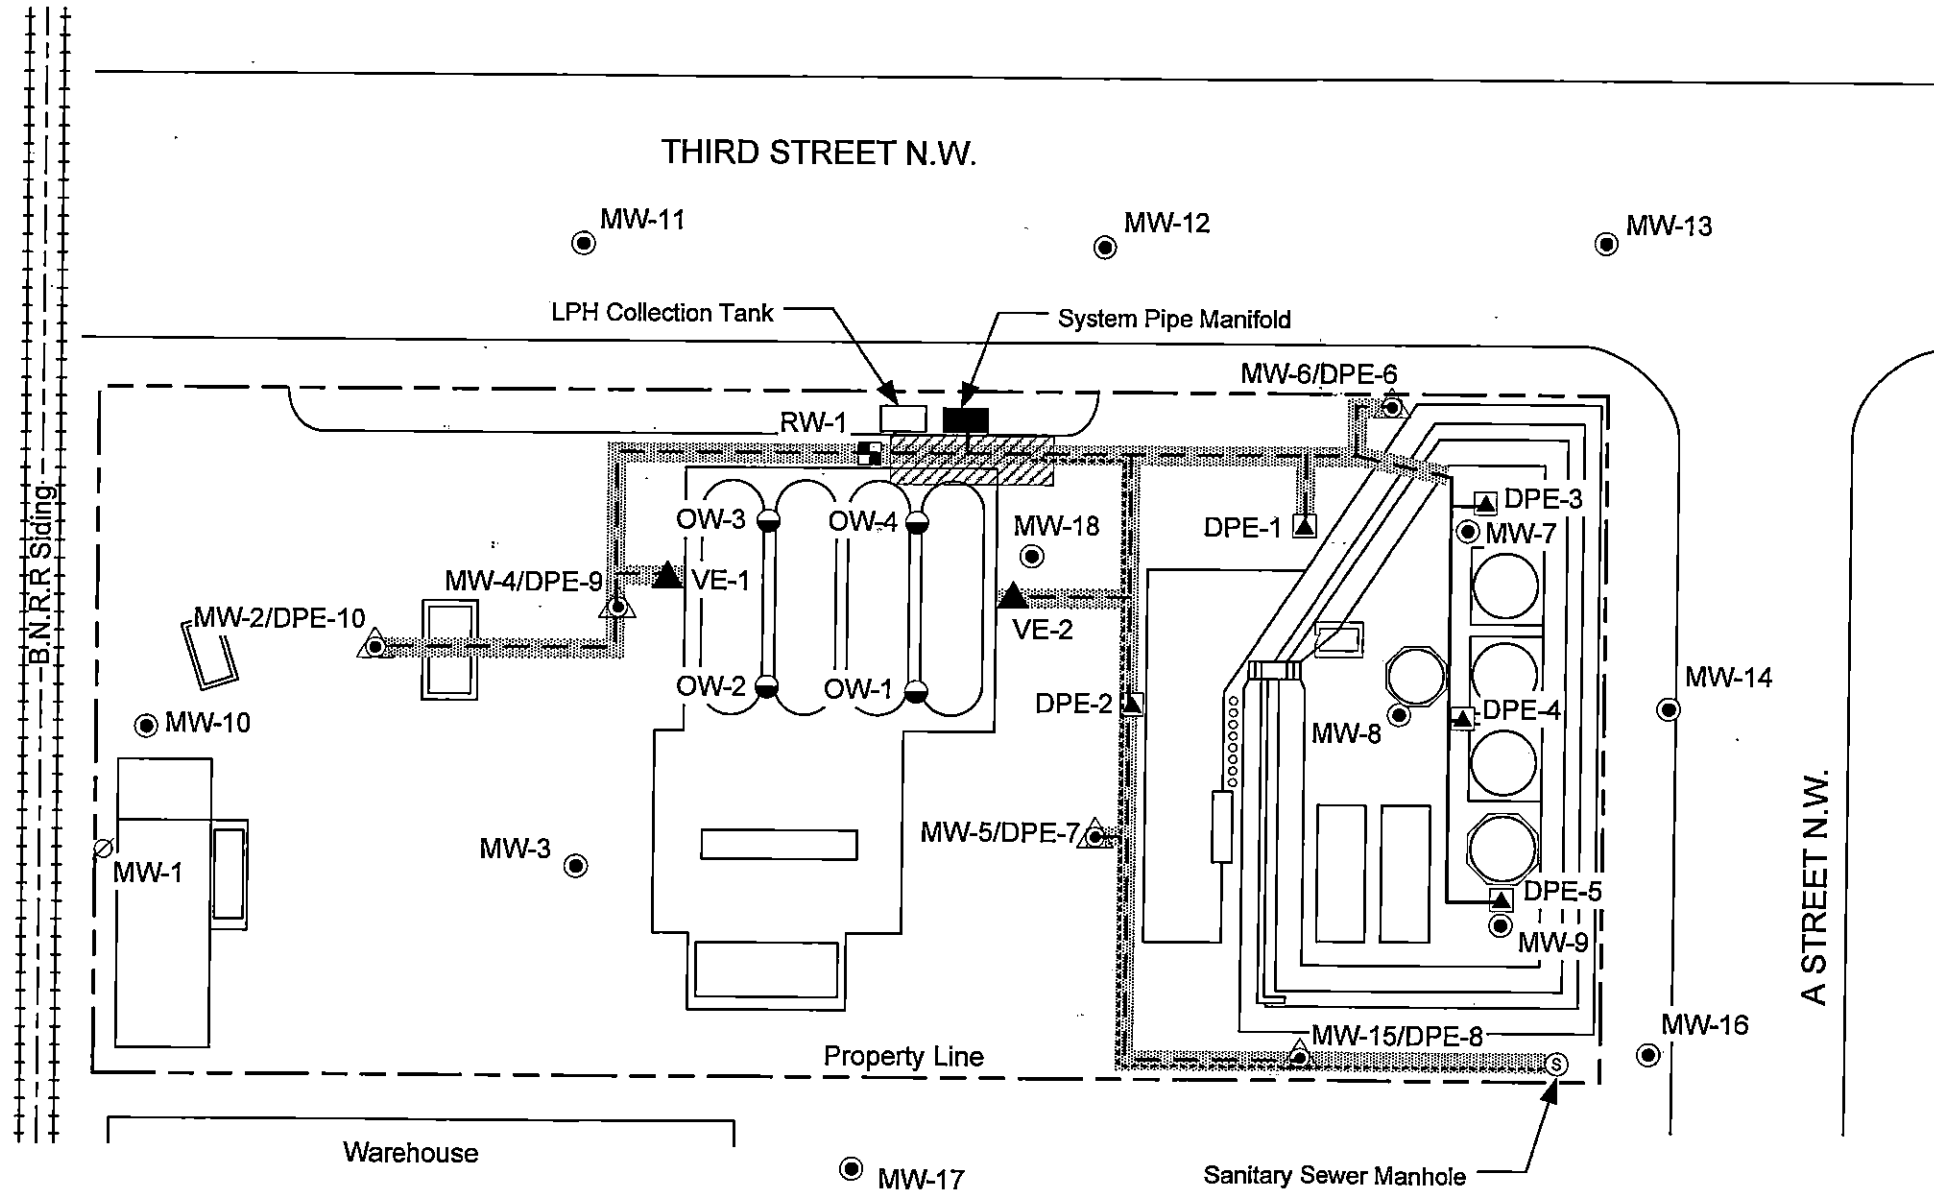 THIRD STREET N.W.
MW-11
MW-12
MW-13
LPH Collection Tank
System Pipe Manifold
MW-6/DPE-6
RW-1
B.N.R.R Siding
OW-3
OW-4
MW-18
DPE-1
DPE-3
MW-7
MW-4/DPE-9
VE-1
MW-2/DPE-10
VE-2
OW-2
OW-1
DPE-2
MW-14
MW-10
MW-8
DPE-4
MW-5/DPE-7
MW-3
MW-1
DPE-5
MW-9
A STREET N.W.
MW-15/DPE-8
MW-16
Property Line
S
Warehouse
MW-17
Sanitary Sewer Manhole